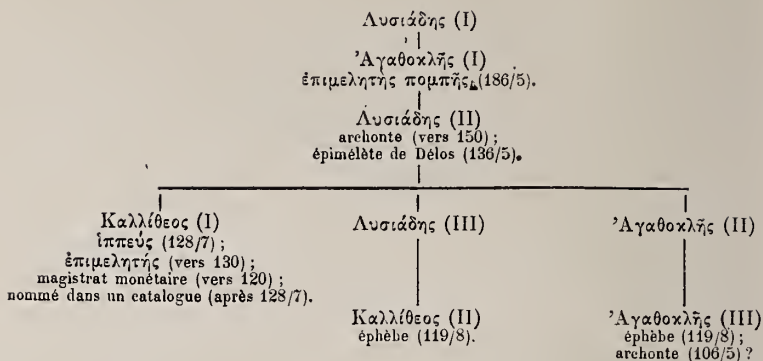 Λυσιάδης (I)
Ἀγαθοκλῆς (I)
ἐπιμελητὴς πομπῆς (186/5).
Λυσιάδης (II)
archonte (vers 150) ;
épimélète de Délos (136/5).
Καλλίθεος (I)
ἱππεύς (128/7) ;
ἐπιμελητής (vers 130) ;
magistrat monétaire (vers 120) ;
nommé dans un catalogue (après 128/7).
Λυσιάδης (III)
Ἀγαθοκλῆς (II)
Καλλίθεος (II)
éphèbe (119/8).
Ἀγαθοκλῆς (III)
éphèbe (119/8) ;
archonte (106/5) ?